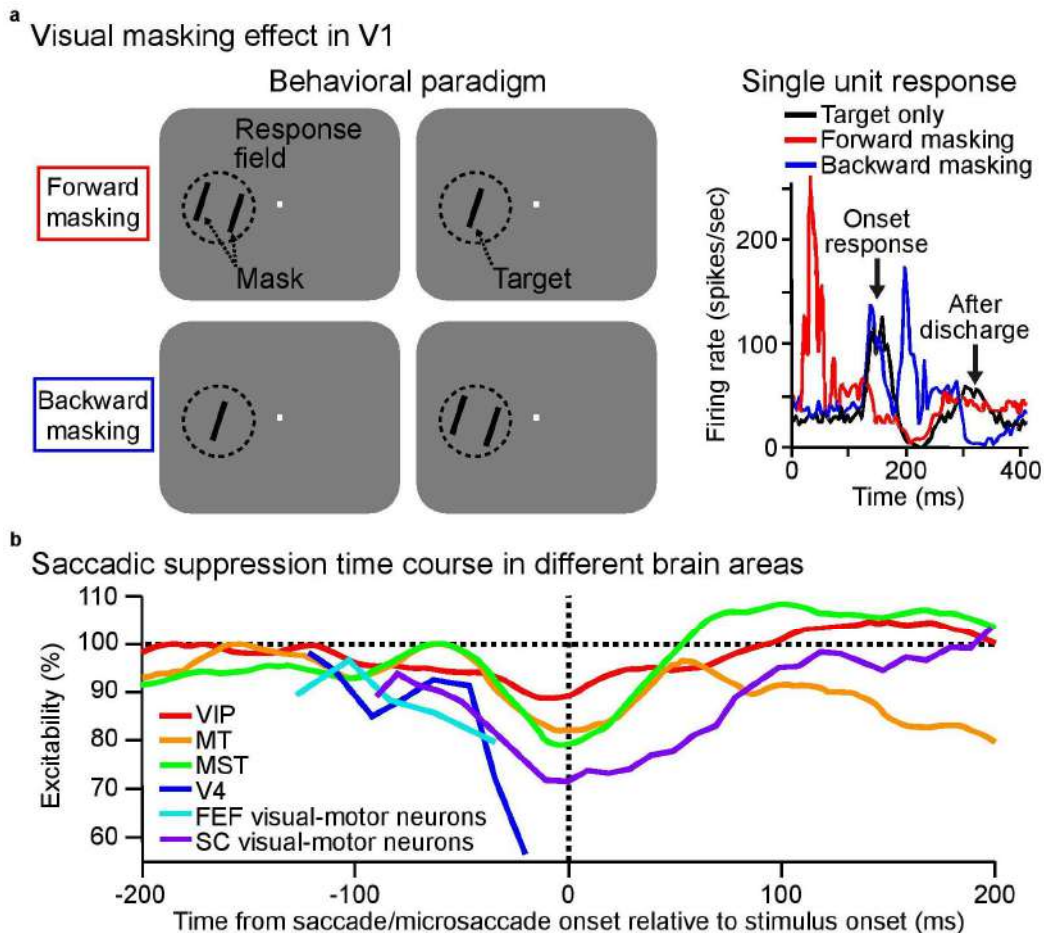 a
Visual masking effect in V1
Behavioral paradigm
Single unit response
Target only
Forward masking
Backward masking
Forward
masking
Response
field
Mask
Target
Backward
masking
Firing rate (spikes/sec)
200
100
0
Onset
response
After
discharge
0
200
400
Time (ms)
b
Saccadic suppression time course in different brain areas
Excitability (%)
110
100
90
80
70
60
VIP
MT
MST
V4
FEF visual-motor neurons
SC visual-motor neurons
-200
-100
0
100
200
Time from saccade/microsaccade onset relative to stimulus onset (ms)